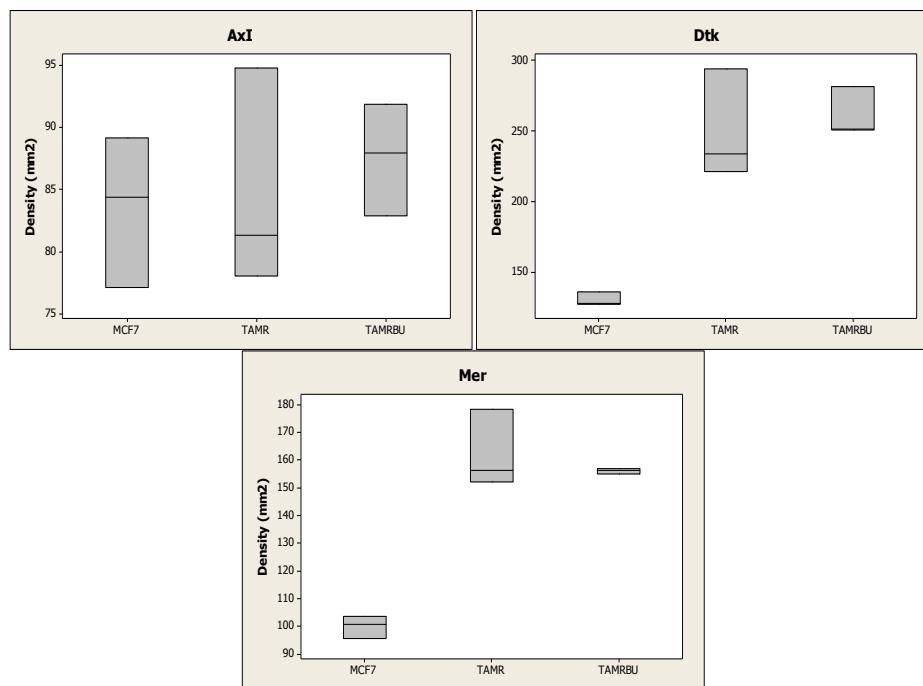 AxI
Density (mm2)
95
90
85
80
75
MCF7 TAMR TAMRBU
Dtk
Density (mm2)
300
250
200
150
MCF7 TAMR TAMRBU
Mer
Density (mm2)
180
170
160
150
140
130
120
110
100
90
MCF7 TAMR TAMRBU